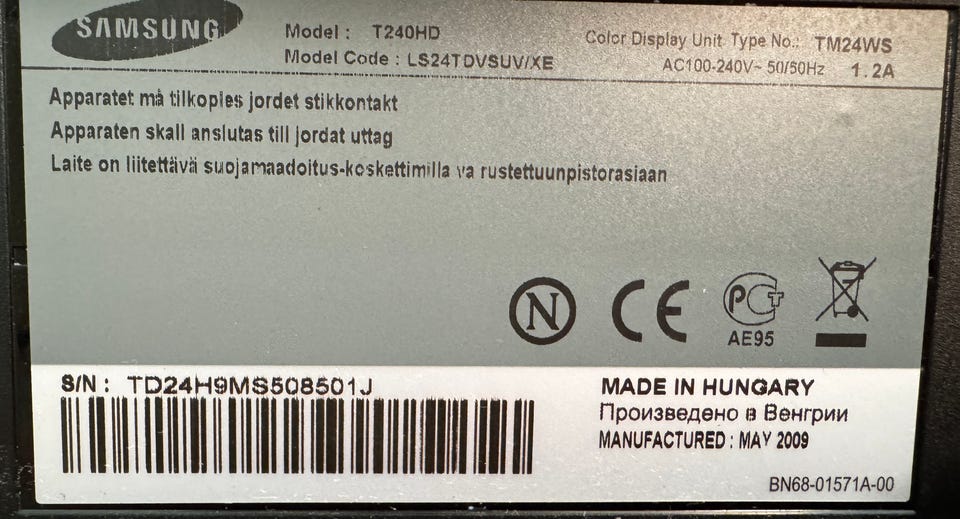 SAMSUNG
Model : T240HD
Model Code : LS24TDVSUV/XE
Color Display Unit Type No.: TM24WS
AC100-240V~ 50/50Hz 1.2A
Apparatet må tilkoples jordet stikkontakt
Apparaten skall anslutas till jordat uttag
Laite on liitettävä suojamaadoitus-koskettimilla va rustettuunpistorasiaan
N
CE
PCT
AE95
S/N : TD24H9MS508501J
MADE IN HUNGARY
Произведено в Венгрии
MANUFACTURED : MAY 2009
BN68-01571A-00